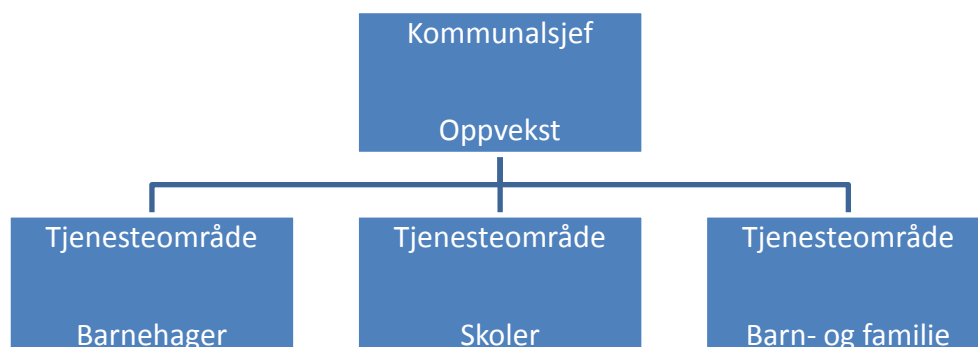 Kommunalsjef
Oppvekst
Tjenesteområde
Barnehager
Tjenesteområde
Skoler
Tjenesteområde
Barn- og familie